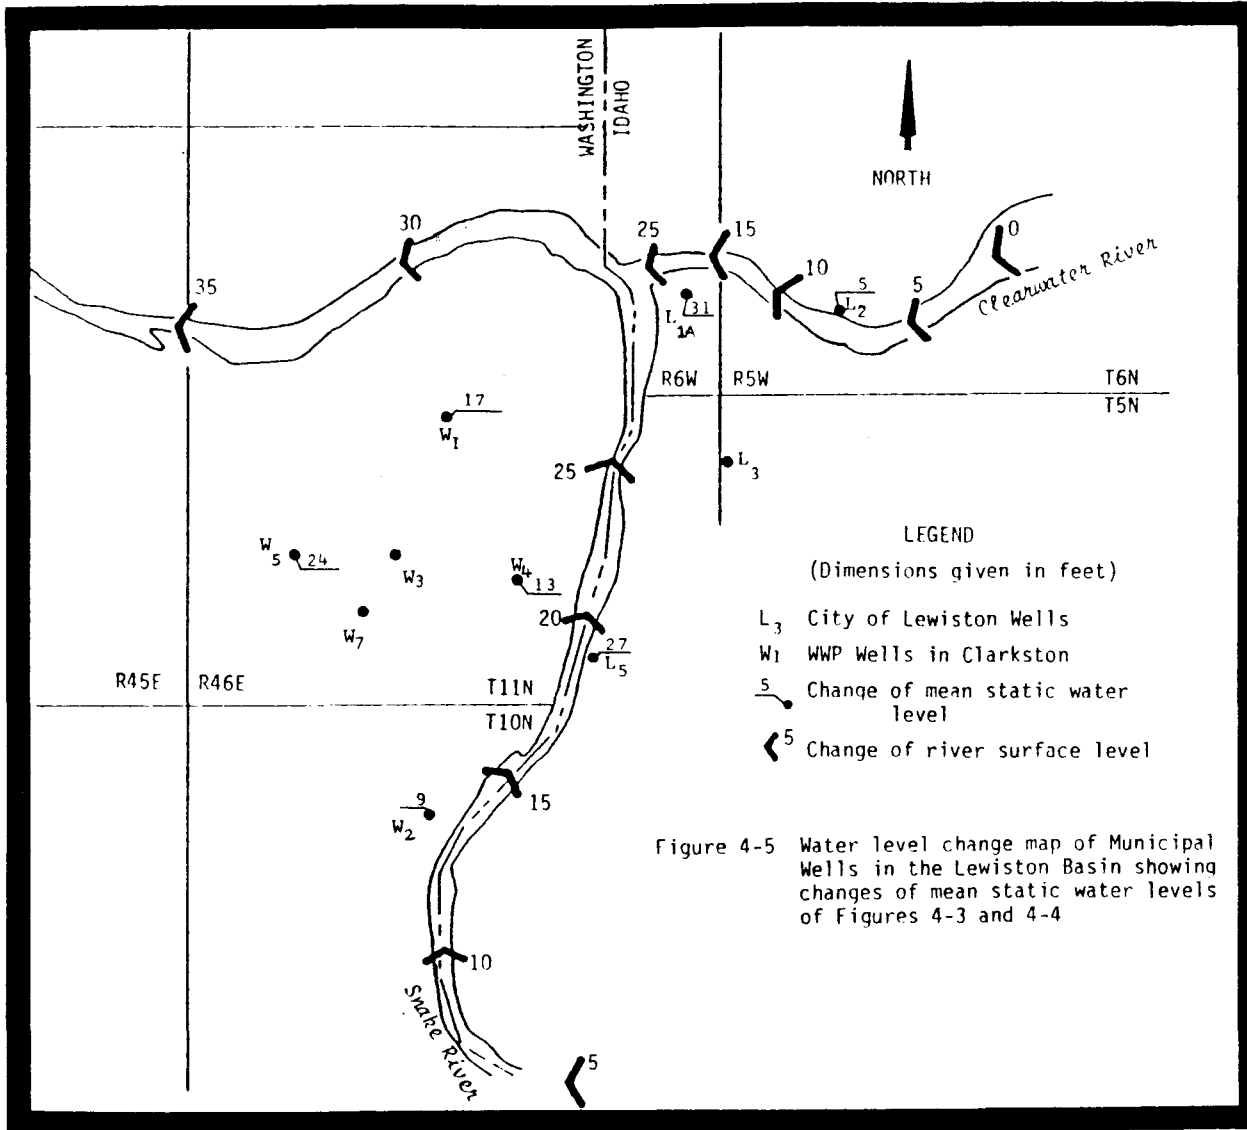 WASHINGTON
IDAHO
NORTH
30
25
15
0
10
Clearwater River
35
5
L2
5
31
L1A
R6W R5W
T6N
T5N
17
W1
25
L3
LEGEND
(Dimensions given in feet)
W5 24
W3
W4
13
20
W7
27
L5
L3 City of Lewiston Wells
W1 WWP Wells in Clarkston
5 Change of mean static water
level
5 Change of river surface level
R45E R46E
T11N
T10N
15
9
W2
Figure 4-5 Water level change map of Municipal
Wells in the Lewiston Basin showing
changes of mean static water levels
of Figures 4-3 and 4-4
10
Snake River
5